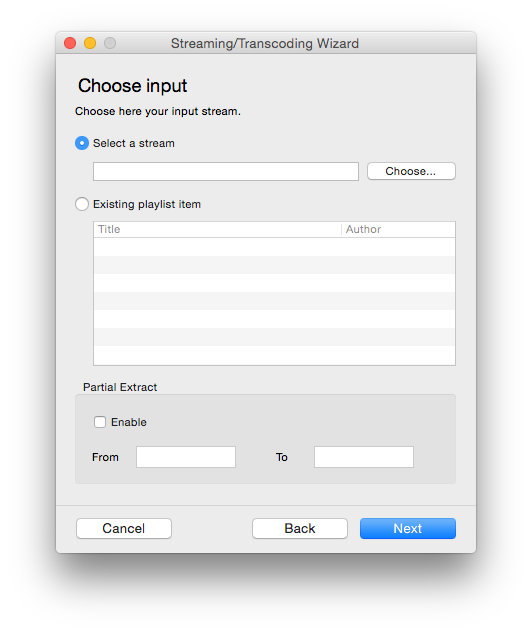 Streaming/Transcoding Wizard
Choose input
Choose here your input stream.
Select a stream
Choose...
Existing playlist item
Title Author
Partial Extract
Enable
From To
Cancel Back Next